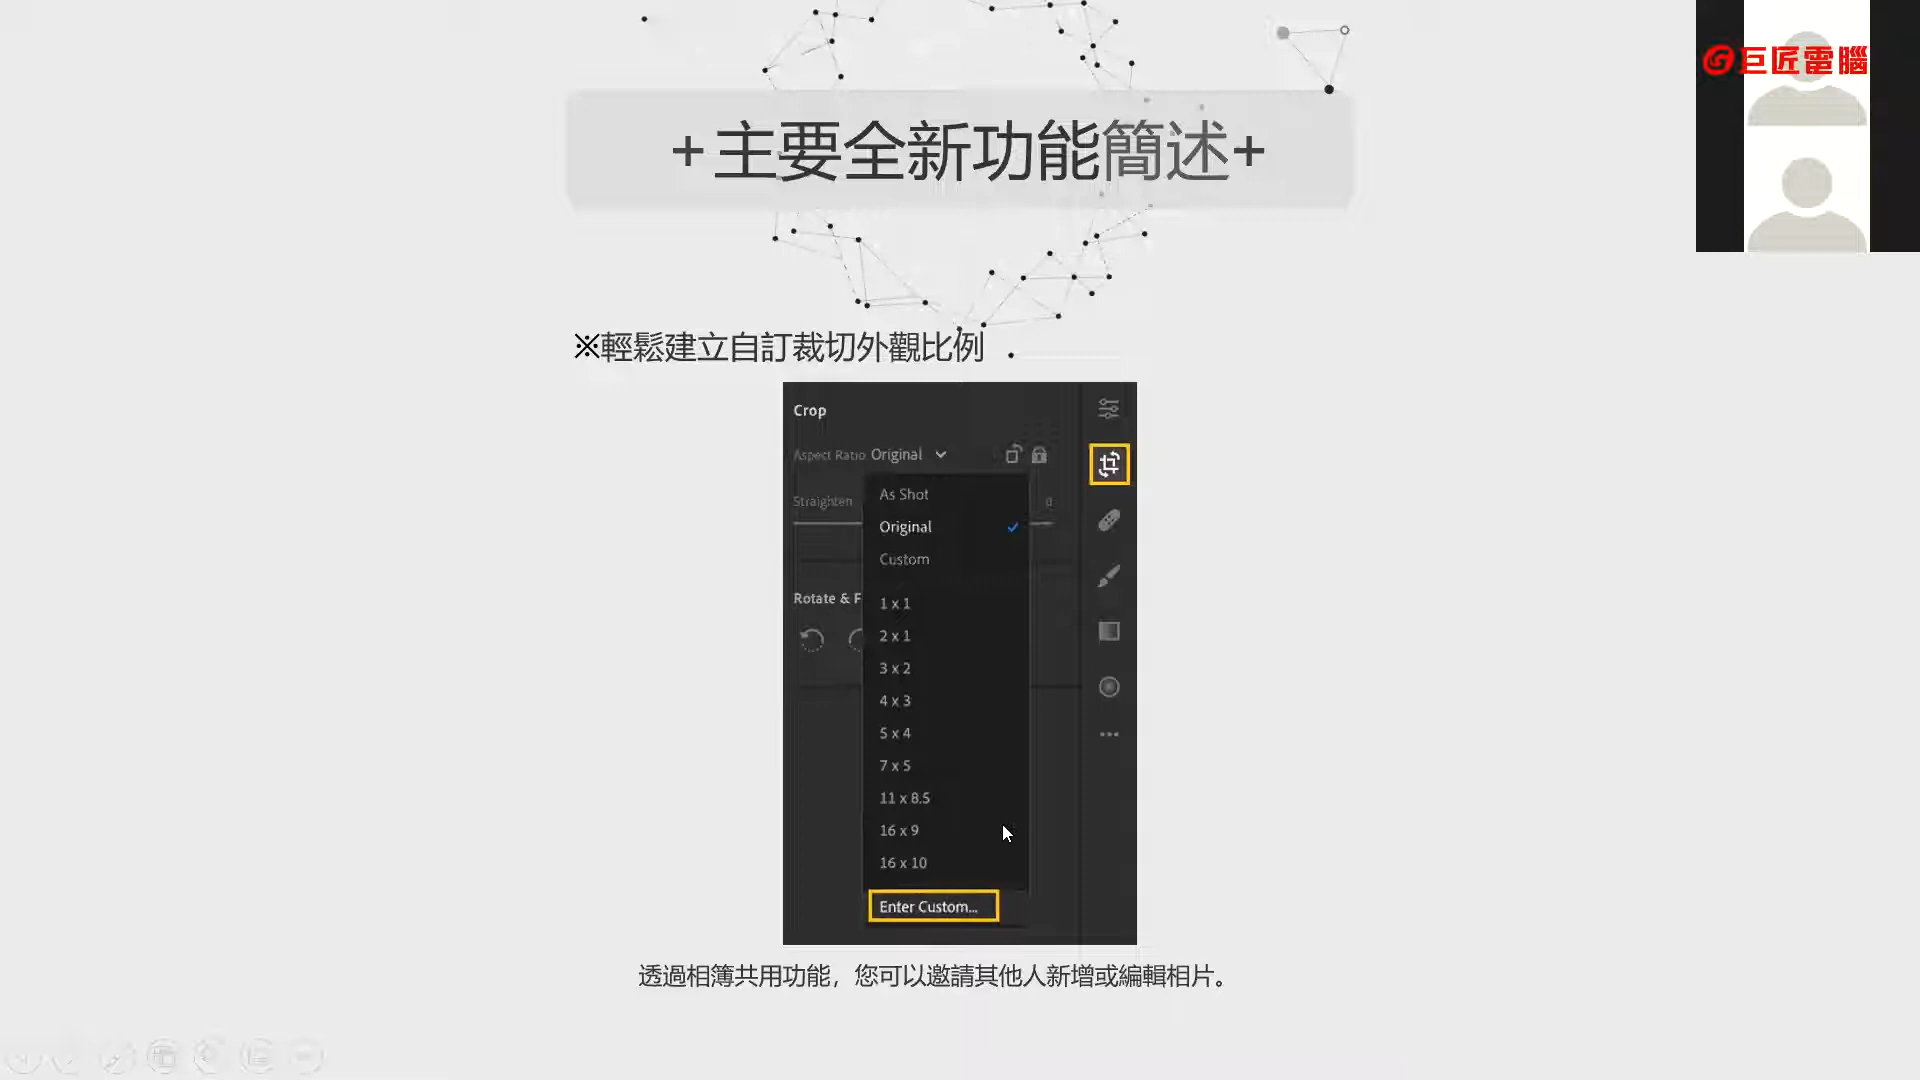 巨匠電腦
+主要全新功能簡述+
※輕鬆建立自訂裁切外觀比例
Crop
Aspect Ratio Original
As Shot
Straighten
Original
Custom
Rotate & F
1 x 1
2 x 1
3 x 2
4 x 3
5 x 4
7 x 5
11 x 8.5
16 x 9
16 x 10
Enter Custom...
透過相簿共用功能，您可以邀請其他人新增或編輯相片。